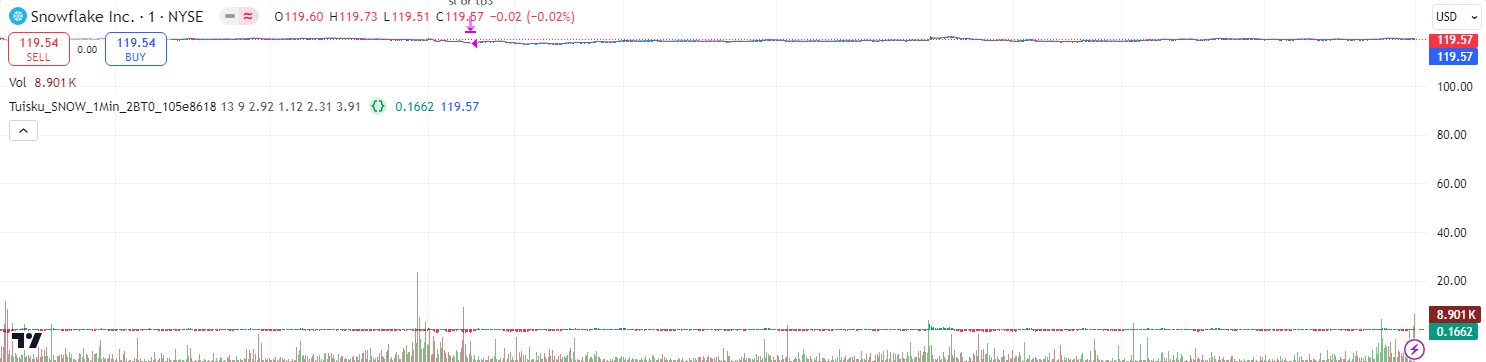 sl or tp3
Snowflake Inc. · 1 · NYSE O119.60 H119.73 L119.51 C119.57 −0.02 (−0.02%)
USD
119.54 SELL
0.00
119.54 BUY
119.57
119.57
Vol 8.901 K
100.00
Tuisku_SNOW_1Min_2BT0_105e8618 13 9 2.92 1.12 2.31 3.91 {} 0.1662 119.57
80.00
60.00
40.00
20.00
8.901 K
0.1662